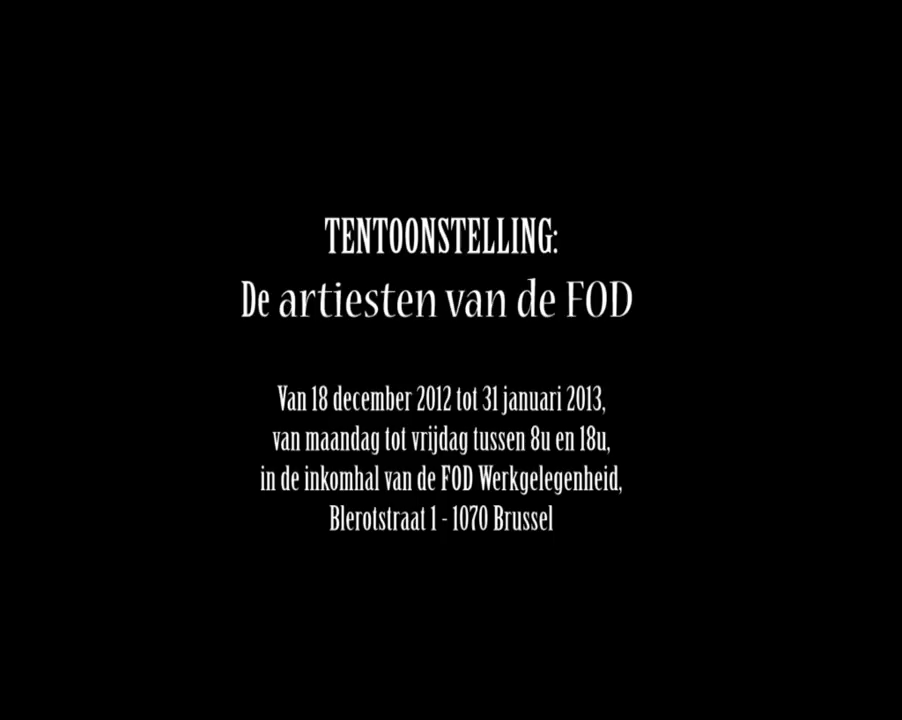 TENTOONSTELLING:
De artiesten van de FOD
Van 18 december 2012 tot 31 januari 2013,
van maandag tot vrijdag tussen 8u en 18u,
in de inkomhal van de FOD Werkgelegenheid,
Blerotstraat 1 - 1070 Brussel